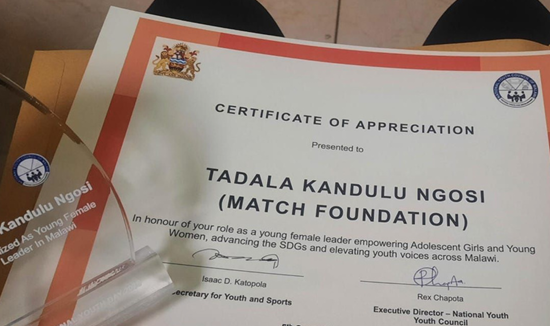 CERTIFICATE OF APPRECIATION
Presented to
TADALA KANDULU NGOSI
(MATCH FOUNDATION)
In honour of your role as a young female leader empowering Adolescent Girls and Young
Women, advancing the SDGs and elevating youth voices across Malawi.
Isaac D. Katopola
Secretary for Youth and Sports
Rex Chapota
Executive Director – National Youth
Youth Council
Kandulu Ngosi
As Young Female
Leader In Malawi